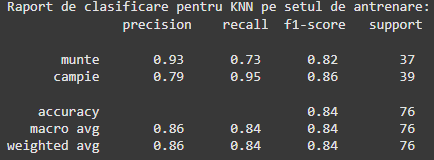 Raport de clasificare pentru KNN pe setul de antrenare:
precision recall f1-score support
munte 0.93 0.73 0.82 37
campie 0.79 0.95 0.86 39
accuracy 0.84 76
macro avg 0.86 0.84 0.84 76
weighted avg 0.86 0.84 0.84 76